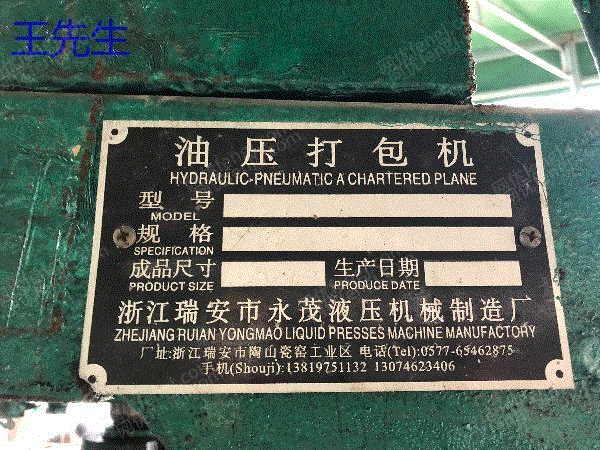 王先生
油压打包机
HYDRAULIC-PNEUMATIC A CHARTERED PLANE
型号
MODEL
规格
SPECIFICATION
成品尺寸 生产日期
PRODUCT SIZE PRODUCE DATE
浙江瑞安市永茂液压机械制造厂
ZHEJIANG RUIAN YONGMAO LIQUID PRESSES MACHINE MANUFACTORY
厂址:浙江瑞安市陶山瓷窑工业区 电话(Tel):0577-65462875
手机(Shouji):13819751132 13074623406